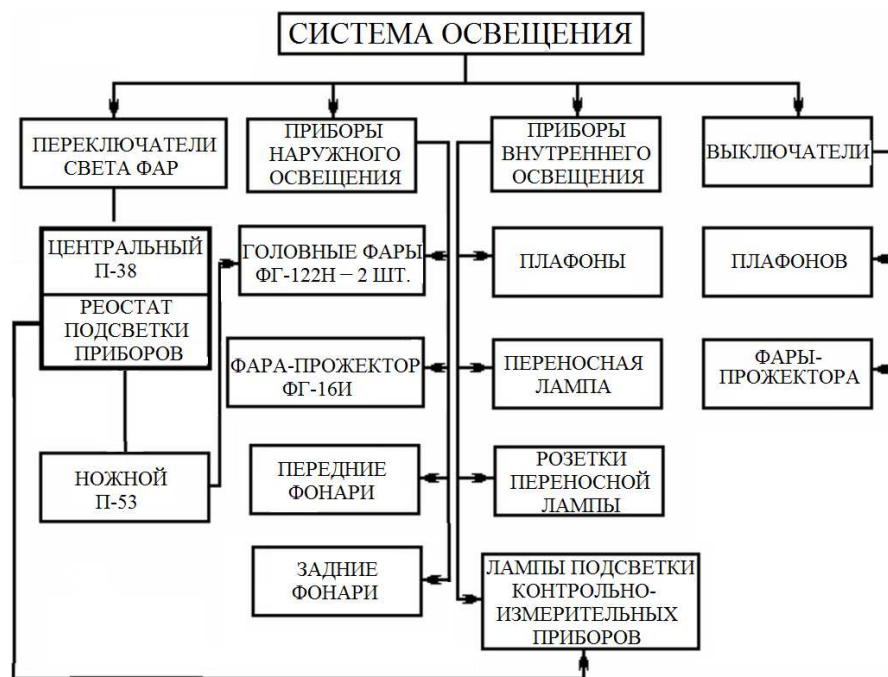 СИСТЕМА ОСВЕЩЕНИЯ
ПЕРЕКЛЮЧАТЕЛИ
СВЕТА ФАР
ПРИБОРЫ
НАРУЖНОГО
ОСВЕЩЕНИЯ
ПРИБОРЫ
ВНУТРЕННЕГО
ОСВЕЩЕНИЯ
ВЫКЛЮЧАТЕЛИ
ЦЕНТРАЛЬНЫЙ
П-38
РЕОСТАТ
ПОДСВЕТКИ
ПРИБОРОВ
НОЖНОЙ
П-53
ГОЛОВНЫЕ ФАРЫ
ФГ-122Н – 2 ШТ.
ФАРА-ПРОЖЕКТОР
ФГ-16И
ПЕРЕДНИЕ
ФОНАРИ
ЗАДНИЕ
ФОНАРИ
ПЛАФОНЫ
ПЕРЕНОСНАЯ
ЛАМПА
РОЗЕТКИ
ПЕРЕНОСНОЙ
ЛАМПЫ
ЛАМПЫ ПОДСВЕТКИ
КОНТРОЛЬНО-
ИЗМЕРИТЕЛЬНЫХ
ПРИБОРОВ
ПЛАФОНОВ
ФАРЫ-
ПРОЖЕКТОРА